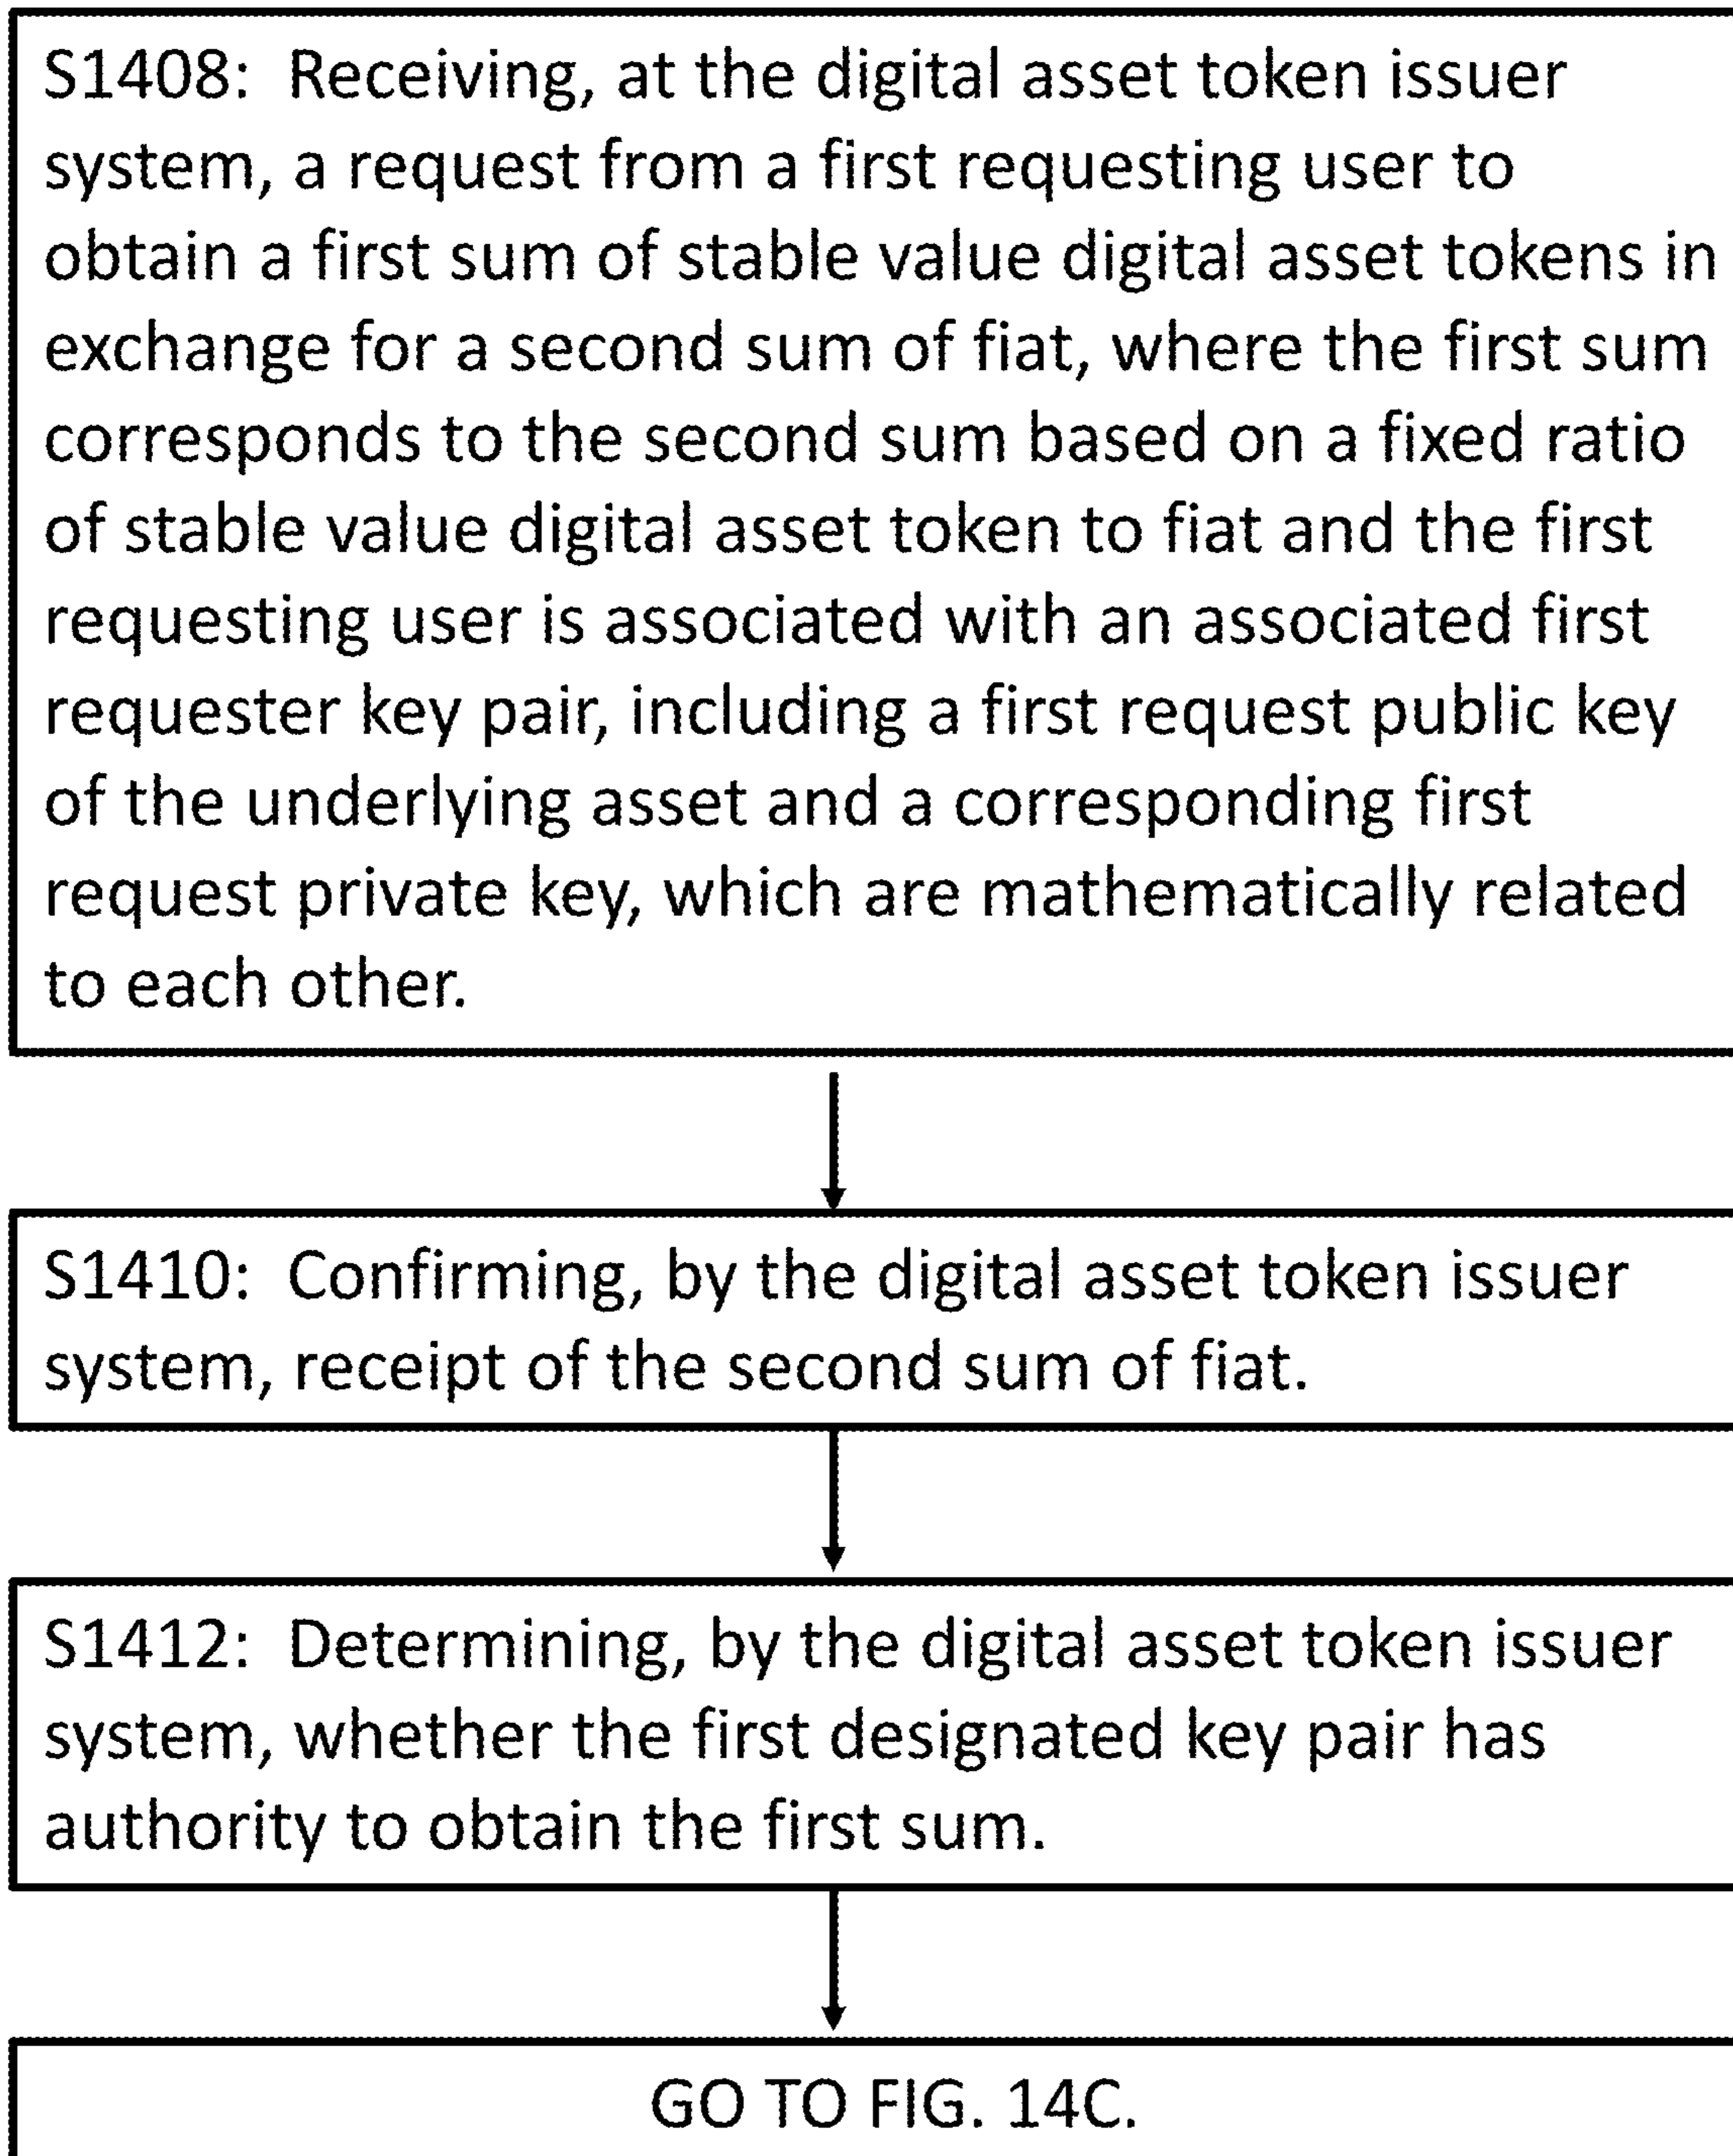 S1408:  Receiving, at the digital asset token issuer
system, a request from a first requesting user to
obtain a first sum of stable value digital asset tokens in
exchange for a second sum of fiat, where the first sum
corresponds to the second sum based on a fixed ratio
of stable value digital asset token to fiat and the first
requesting user is associated with an associated first
requester key pair, including a first request public key
of the underlying asset and a corresponding first
request private key, which are mathematically related
to each other.
S1410:  Confirming, by the digital asset token issuer
system, receipt of the second sum of fiat.
S1412:  Determining, by the digital asset token issuer
system, whether the first designated key pair has
authority to obtain the first sum.
GO TO FIG. 14C.